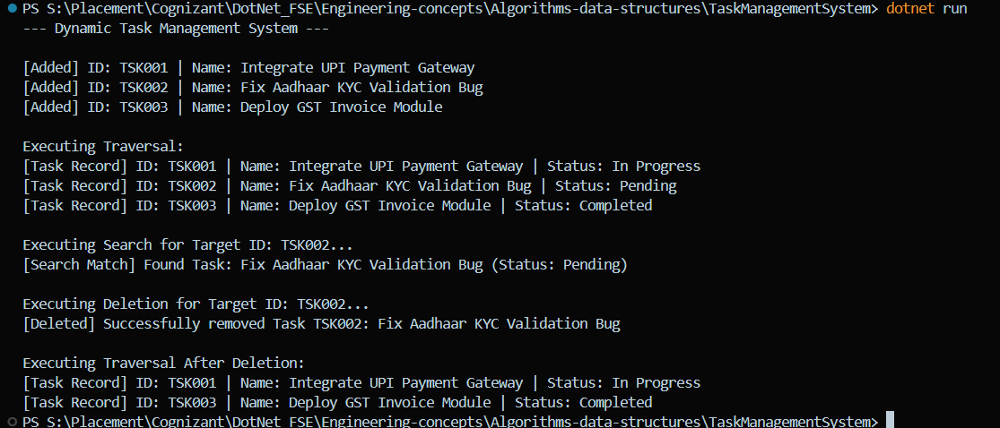 PS S:\Placement\Cognizant\DotNet_FSE\Engineering-concepts\Algorithms-data-structures\TaskManagementSystem> dotnet run
--- Dynamic Task Management System ---
[Added] ID: TSK001 | Name: Integrate UPI Payment Gateway
[Added] ID: TSK002 | Name: Fix Aadhaar KYC Validation Bug
[Added] ID: TSK003 | Name: Deploy GST Invoice Module
Executing Traversal:
[Task Record] ID: TSK001 | Name: Integrate UPI Payment Gateway | Status: In Progress
[Task Record] ID: TSK002 | Name: Fix Aadhaar KYC Validation Bug | Status: Pending
[Task Record] ID: TSK003 | Name: Deploy GST Invoice Module | Status: Completed
Executing Search for Target ID: TSK002...
[Search Match] Found Task: Fix Aadhaar KYC Validation Bug (Status: Pending)
Executing Deletion for Target ID: TSK002...
[Deleted] Successfully removed Task TSK002: Fix Aadhaar KYC Validation Bug
Executing Traversal After Deletion:
[Task Record] ID: TSK001 | Name: Integrate UPI Payment Gateway | Status: In Progress
[Task Record] ID: TSK003 | Name: Deploy GST Invoice Module | Status: Completed
PS S:\Placement\Cognizant\DotNet_FSE\Engineering-concepts\Algorithms-data-structures\TaskManagementSystem>